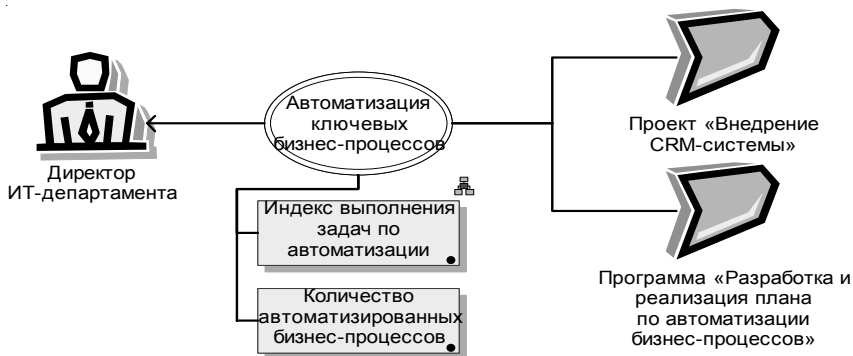 Директор
ИТ-департамента
Автоматизация
ключевых
бизнес-процессов
Индекс выполнения
задач по
автоматизации
Количество
автоматизированных
бизнес-процессов
Проект «Внедрение
CRM-системы»
Программа «Разработка и
реализация плана
по автоматизации
бизнес-процессов»